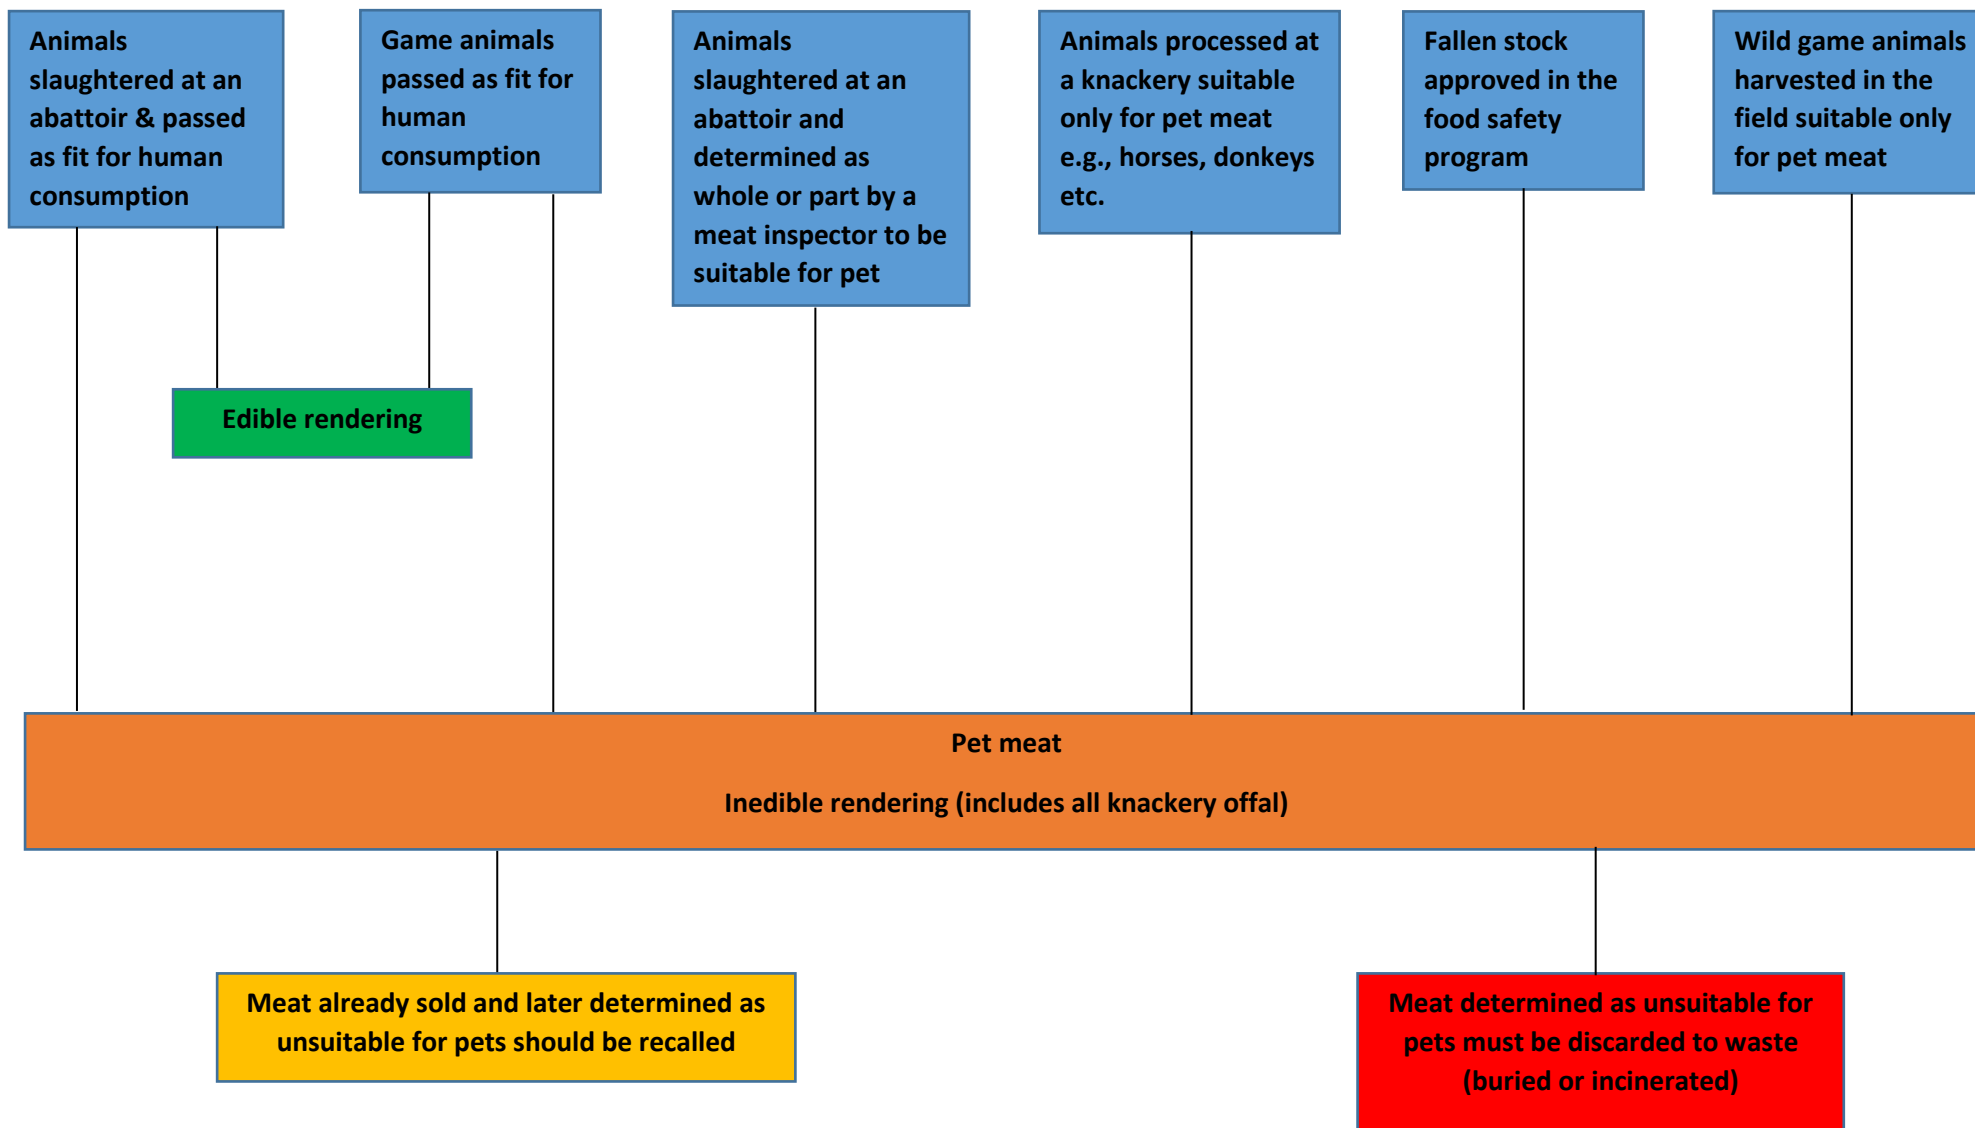 Animals
slaughtered at an
abattoir & passed
as fit for human
consumption
Game animals
passed as fit for
human
consumption
Animals
slaughtered at an
abattoir and
determined as
whole or part by a
meat inspector to be
suitable for pet
Animals processed at
a knackery suitable
only for pet meat
e.g., horses, donkeys
etc.
Fallen stock
approved in the
food safety
program
Wild game animals
harvested in the
field suitable only
for pet meat
Edible rendering
Pet meat
Inedible rendering (includes all knackery offal)
Meat already sold and later determined as
unsuitable for pets should be recalled
Meat determined as unsuitable for
pets must be discarded to waste
(buried or incinerated)